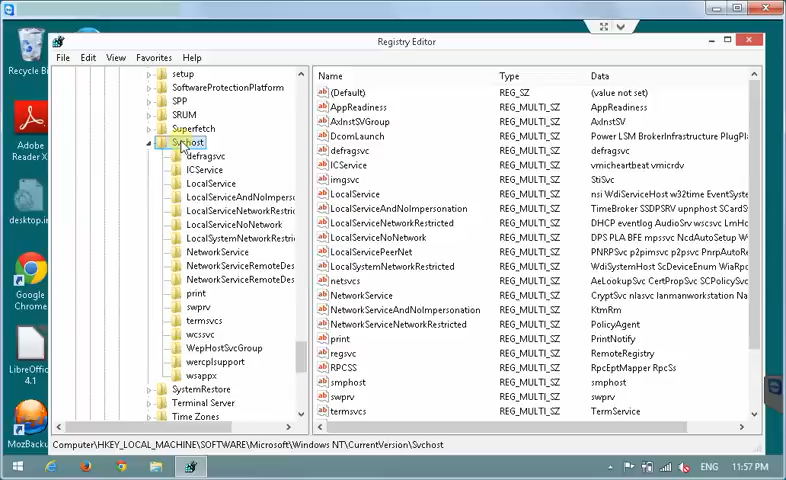 Registry Editor
File Edit View Favorites Help
Recycle Bi
Adobe
Reader X
desktop.in
Google
Chrome
LibreOffic
4.1
MozBacku
setup
SoftwareProtectionPlatform
SPP
SRUM
Superfetch
Svchost
defragsvc
ICService
LocalService
LocalServiceAndNoImperso
LocalServiceNetworkRestric
LocalServiceNoNetwork
LocalSystemNetworkRestri
NetworkService
NetworkServiceRemoteDes
NetworkServiceRemoteDes
print
swprv
termsvcs
wcssvc
WepHostSvcGroup
wercplsupport
wsappx
SystemRestore
Terminal Server
Time Zones
Name Type Data
(Default) REG_SZ (value not set)
AppReadiness REG_MULTI_SZ AppReadiness
AxInstSVGroup REG_MULTI_SZ AxInstSV
DcomLaunch REG_MULTI_SZ Power LSM BrokerInfrastructure PlugPla
defragsvc REG_MULTI_SZ defragsvc
ICService REG_MULTI_SZ vmicheartbeat vmicrdv
imgsvc REG_MULTI_SZ StiSvc
LocalService REG_MULTI_SZ nsi WdiServiceHost w32time EventSyste
LocalServiceAndNoImpersonation REG_MULTI_SZ TimeBroker SSDPSRV upnphost SCardS
LocalServiceNetworkRestricted REG_MULTI_SZ DHCP eventlog AudioSrv LmHo
LocalServiceNoNetwork REG_MULTI_SZ DPS PLA BFE mpssvc NcdAutoSetup W
LocalServicePeerNet REG_MULTI_SZ PNRPSvc p2pimsvc p2psvc PnrpAutoRe
LocalSystemNetworkRestricted REG_MULTI_SZ WdiSystemHost ScDeviceEnum WiaRpc
netsvcs REG_MULTI_SZ AeLookupSvc CertPropSvc SCPolicySvc
NetworkService REG_MULTI_SZ CryptSvc nlasvc lanmanworkstation
NetworkServiceAndNoImpersonation REG_MULTI_SZ KtmRm
NetworkServiceNetworkRestricted REG_MULTI_SZ PolicyAgent
print REG_MULTI_SZ PrintNotify
regsvc REG_MULTI_SZ RemoteRegistry
RPCSS REG_MULTI_SZ RpcEptMapper RpcSs
smphost REG_MULTI_SZ smphost
swprv REG_MULTI_SZ swprv
termsvcs REG_MULTI_SZ TermService
Computer\HKEY_LOCAL_MACHINE\SOFTWARE\Microsoft\Windows NT\CurrentVersion\Svchost
ENG 11:57 PM